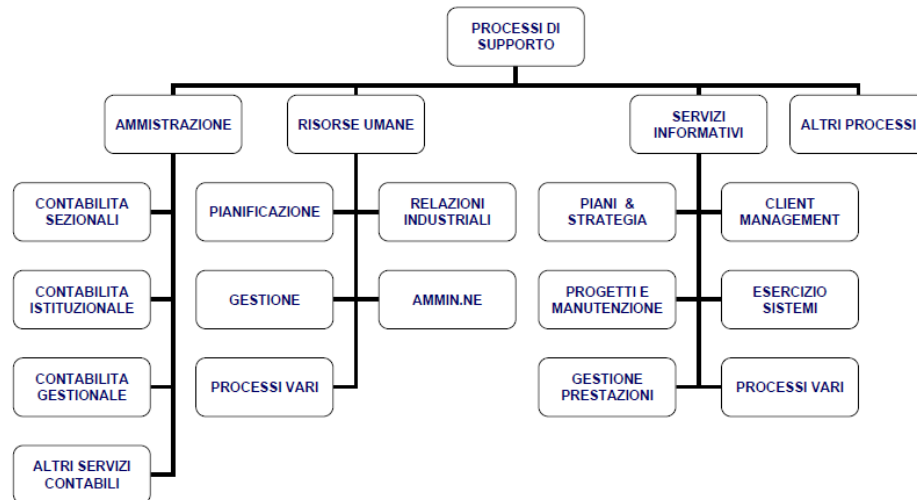 PROCESSI DI
SUPPORTO
AMMISTRAZIONE
RISORSE UMANE
SERVIZI
INFORMATIVI
ALTRI PROCESSI
CONTABILITA
SEZIONALI
PIANIFICAZIONE
RELAZIONI
INDUSTRIALI
PIANI & STRATEGIA
CLIENT
MANAGEMENT
CONTABILITA
ISTITUZIONALE
GESTIONE
AMMIN.NE
PROGETTI E
MANUTENZIONE
ESERCIZIO
SISTEMI
CONTABILITA
GESTIONALE
PROCESSI VARI
GESTIONE
PRESTAZIONI
PROCESSI VARI
ALTRI SERVIZI
CONTABILI